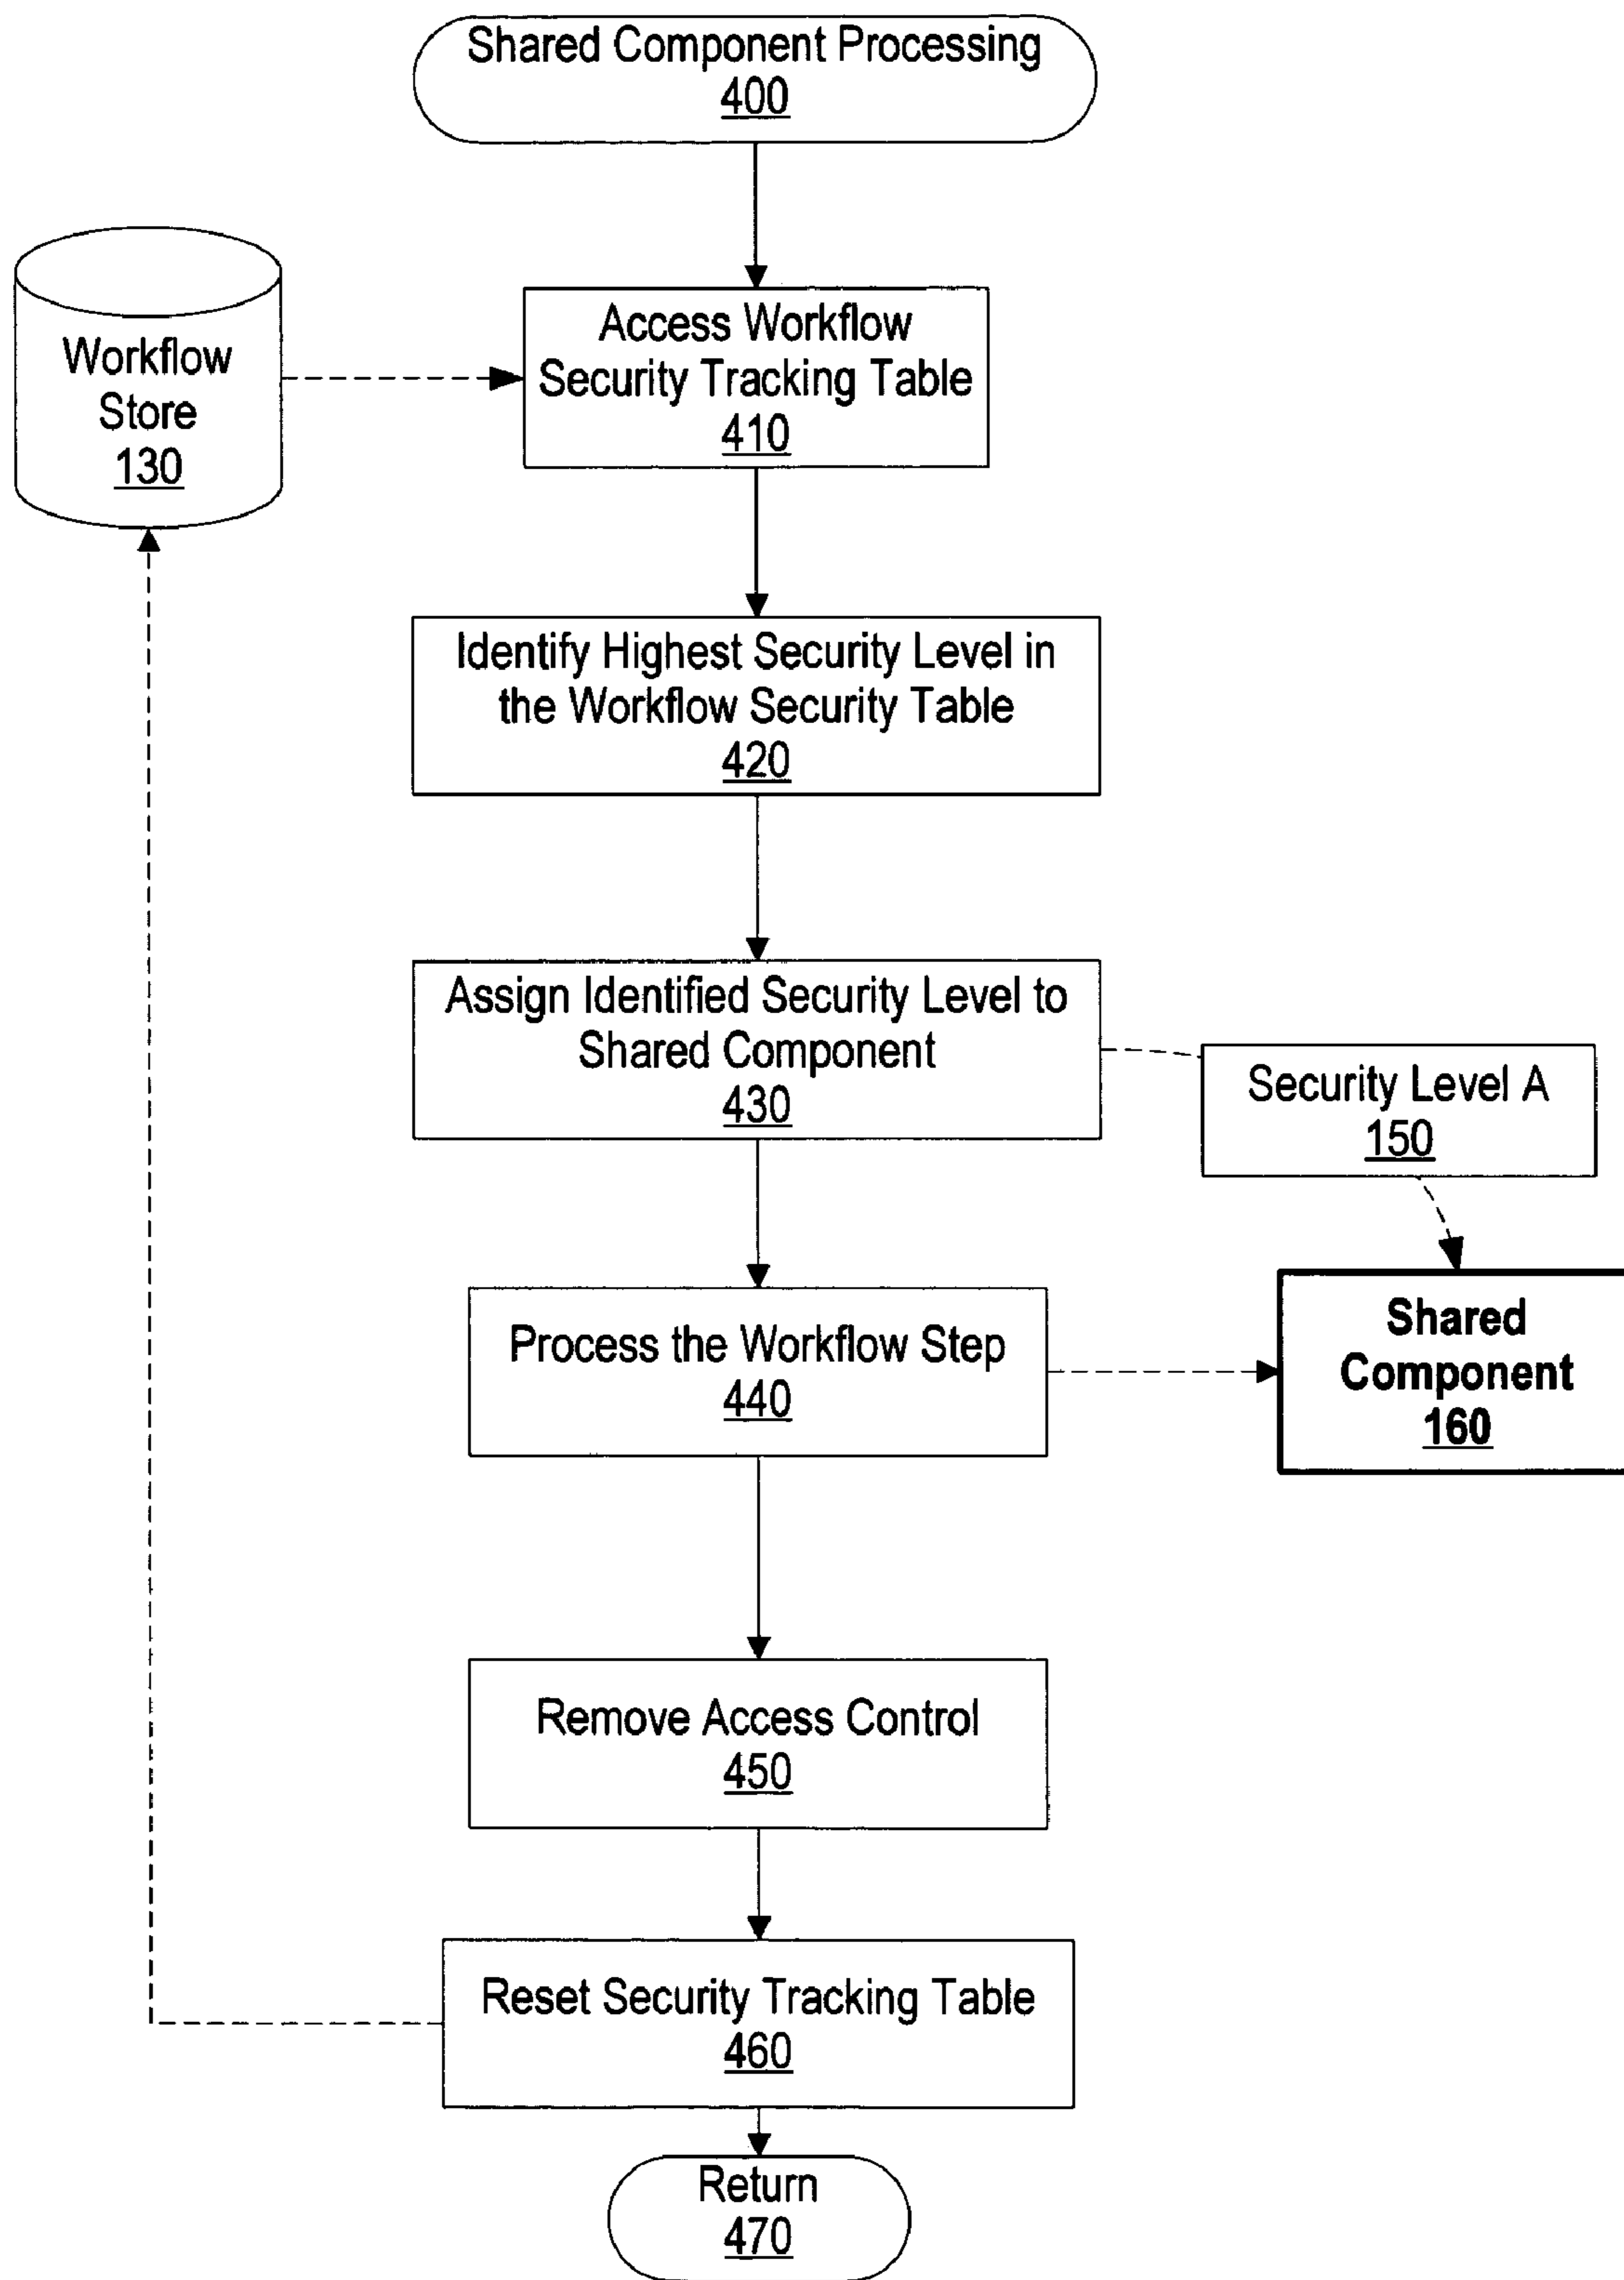 Shared Component Processing
400
Workflow
Store
130
Access Workflow
Security Tracking Table
410
Identify Highest Security Level in
the Workflow Security Table
420
Assign Identified Security Level to
Shared Component
430
Security Level A
150
Process the Workflow Step
440
Shared
Component
160
Remove Access Control
450
Reset Security Tracking Table
460
Return
470